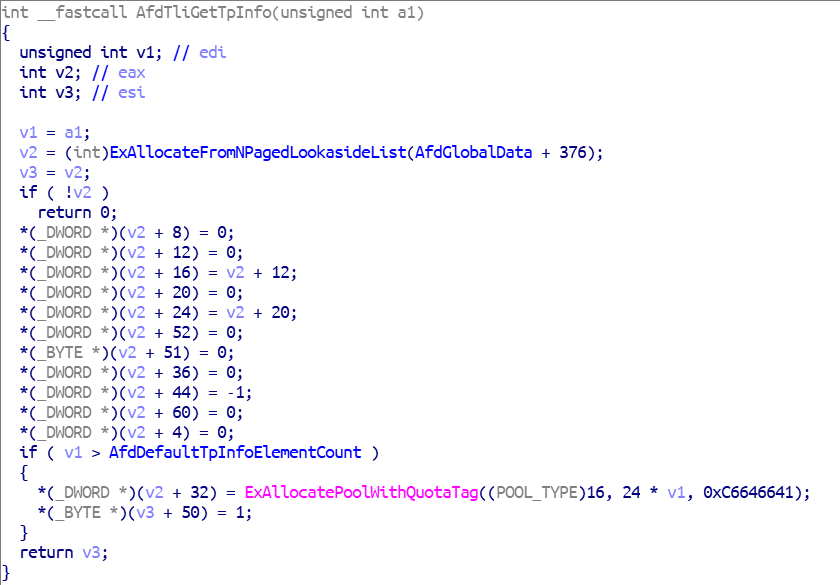 int __fastcall AfdTliGetTpInfo(unsigned int a1)
{
  unsigned int v1; // edi
  int v2; // eax
  int v3; // esi

  v1 = a1;
  v2 = (int)ExAllocateFromNPagedLookasideList(AfdGlobalData + 376);
  v3 = v2;
  if ( !v2 )
    return 0;
  *(_DWORD *)(v2 + 8) = 0;
  *(_DWORD *)(v2 + 12) = 0;
  *(_DWORD *)(v2 + 16) = v2 + 12;
  *(_DWORD *)(v2 + 20) = 0;
  *(_DWORD *)(v2 + 24) = v2 + 20;
  *(_DWORD *)(v2 + 52) = 0;
  *(_BYTE *)(v2 + 51) = 0;
  *(_DWORD *)(v2 + 36) = 0;
  *(_DWORD *)(v2 + 44) = -1;
  *(_DWORD *)(v2 + 60) = 0;
  *(_DWORD *)(v2 + 4) = 0;
  if ( v1 > AfdDefaultTpInfoElementCount )
  {
    *(_DWORD *)(v2 + 32) = ExAllocatePoolWithQuotaTag((POOL_TYPE)16, 24 * v1, 0xC6646641);
    *(_BYTE *)(v3 + 50) = 1;
  }
  return v3;
}